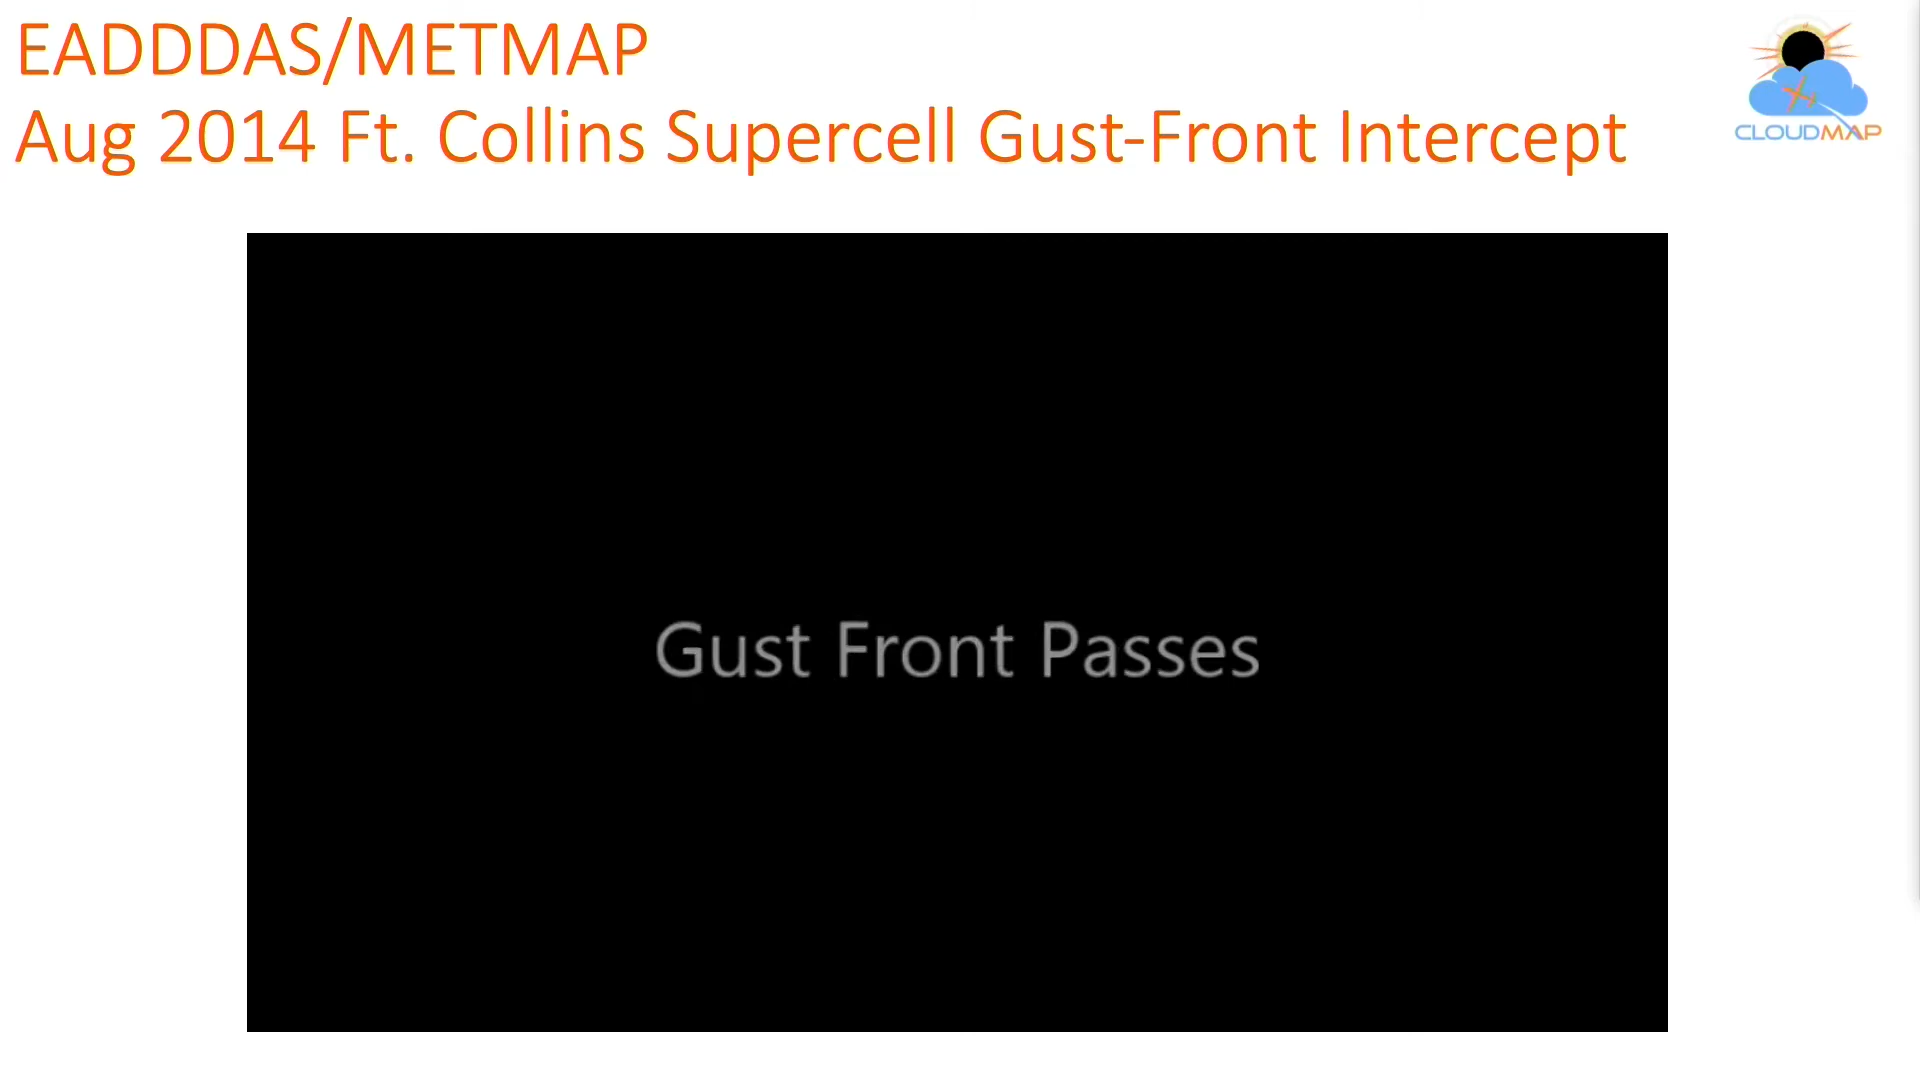 EADDDAS/METMAP
Aug 2014 Ft. Collins Supercell Gust-Front Intercept
CLOUDMAP
Gust Front Passes